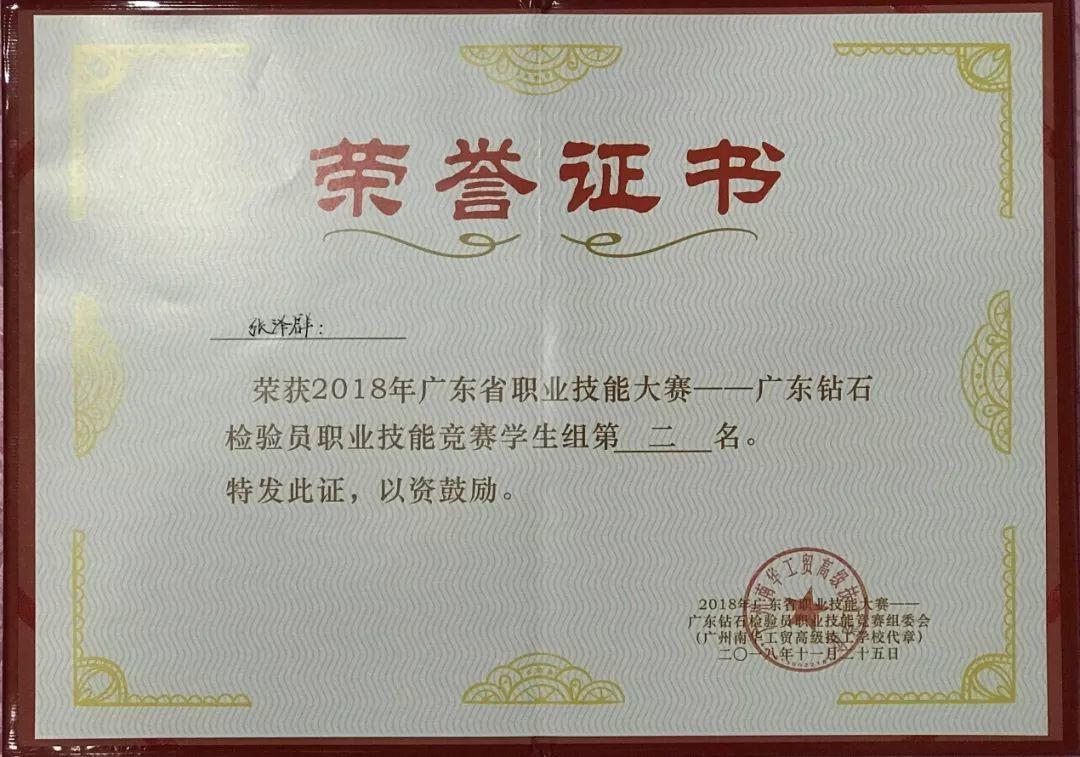 荣誉证书
张泽群：
荣获2018年广东省职业技能大赛——广东钻石
检验员职业技能竞赛学生组第 二 名。
特发此证，以资鼓励。
2018年广东省职业技能大赛——
广东钻石检验员职业技能竞赛组委会
（广州南华工贸高级技工学校代章）
二〇一八年十一月二十五日